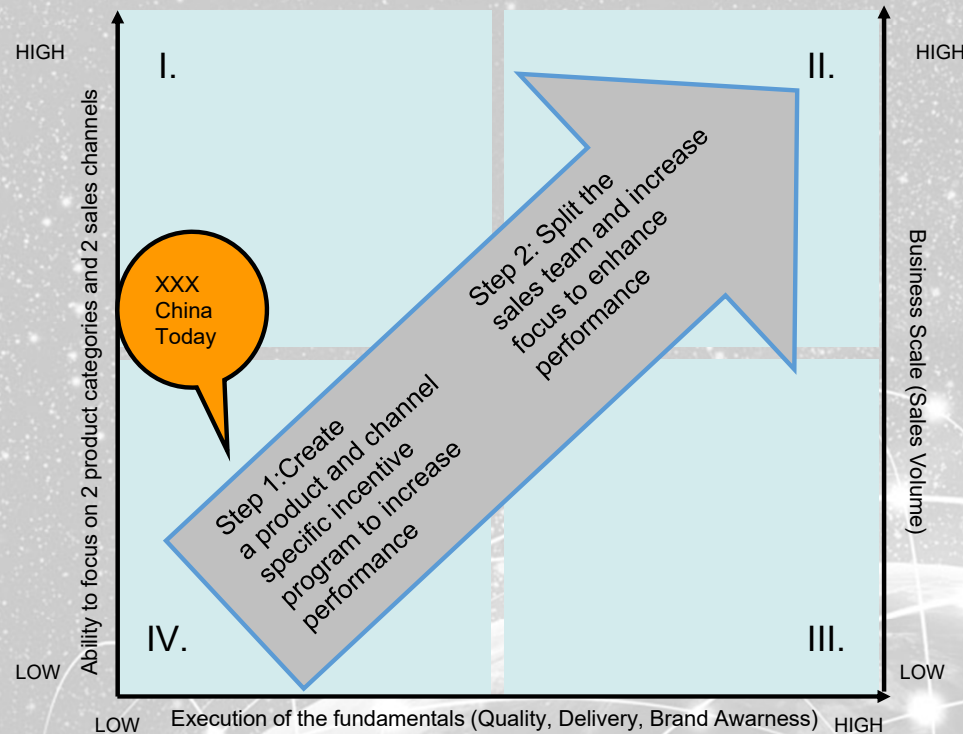 HIGH
I.
II.
HIGH
Ability to focus on 2 product categories and 2 sales channels
XXX
China
Today
Step 1:Create
a product and channel
specific incentive
program to increase
performance
Step 2: Split the
sales team and increase
focus to enhance
performance
Business Scale (Sales Volume)
IV.
III.
LOW
LOW
LOW
Execution of the fundamentals (Quality, Delivery, Brand Awarness)
HIGH